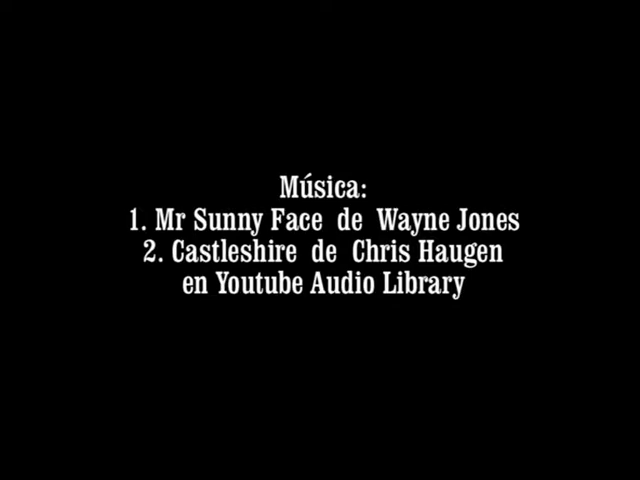 Música:
1. Mr Sunny Face de Wayne Jones
2. Castleshire de Chris Haugen
en Youtube Audio Library